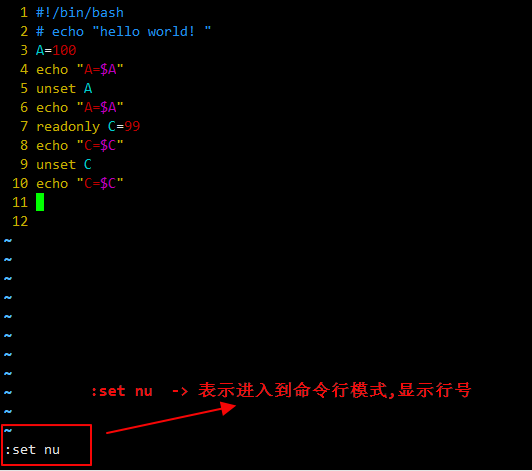 1 #!/bin/bash
2 # echo "hello world! "
3 A=100
4 echo "A=$A"
5 unset A
6 echo "A=$A"
7 readonly C=99
8 echo "C=$C"
9 unset C
10 echo "C=$C"
11
12
~
~
~
~
~
~
~
~
~ :set nu -> 表示进入到命令行模式,显示行号
~
~
:set nu